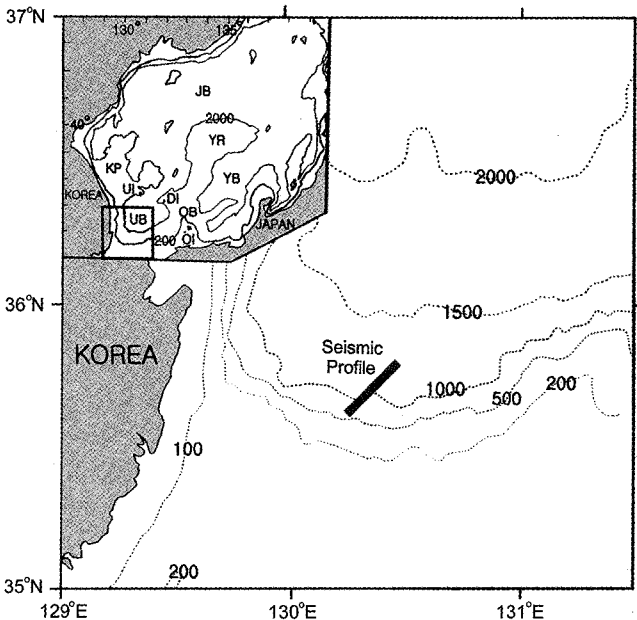 37°N
130°
135°
JB
2000
40°
YR
KP
YB
2000
UI
DI
KOREA
OB
UB
JAPAN
200
OI
36°N
1500
KOREA
Seismic
Profile
1000
200
500
100
200
35°N
129°E
130°E
131°E